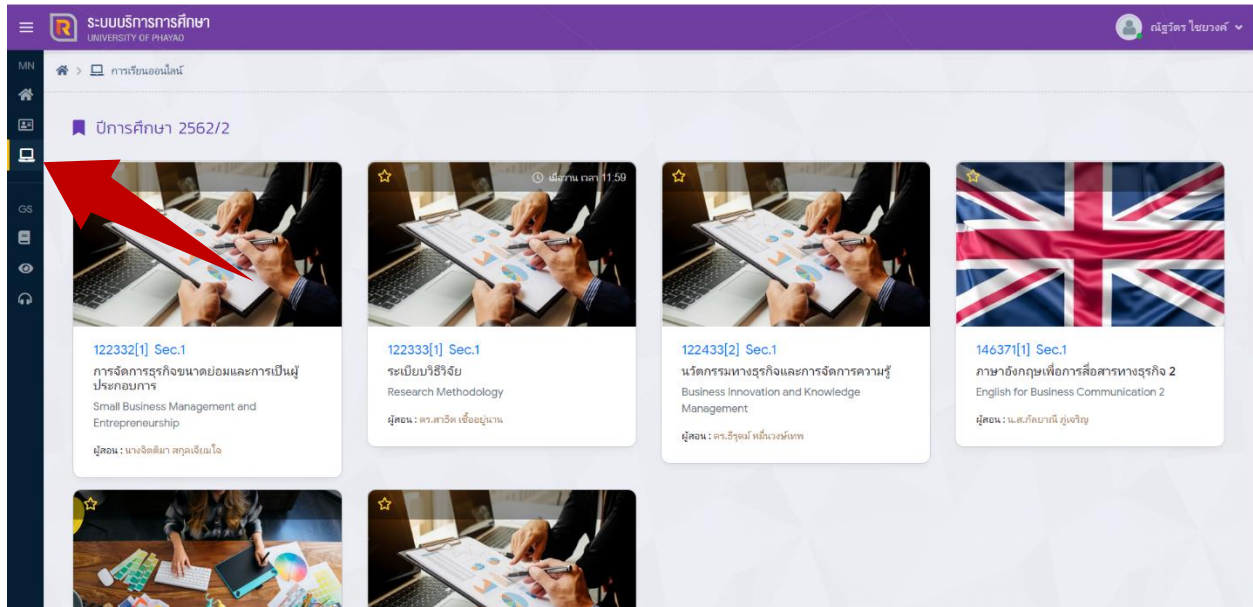 ระบบบริการการศึกษา
UNIVERSITY OF PHAYAO
ณัฐวัตร ไชยวงค์
MN
> การเรียนออนไลน์
ปีการศึกษา 2562/2
GS
เมื่อวาน เวลา 11:59
122332[1] Sec.1
การจัดการธุรกิจขนาดย่อมและการเป็นผู้
ประกอบการ
Small Business Management and
Entrepreneurship
ผู้สอน : นางจิตติมา สกุลเจียมใจ
122333[1] Sec.1
ระเบียบวิธีวิจัย
Research Methodology
ผู้สอน : ดร.สาธิต เชื้ออยู่นาน
122433[2] Sec.1
นวัตกรรมทางธุรกิจและการจัดการความรู้
Business Innovation and Knowledge
Management
ผู้สอน : ดร.ธีรุตม์ หมื่นวงษ์เทพ
146371[1] Sec.1
ภาษาอังกฤษเพื่อการสื่อสารทางธุรกิจ 2
English for Business Communication 2
ผู้สอน : น.ส.กัลยาณี ภู่เจริญ